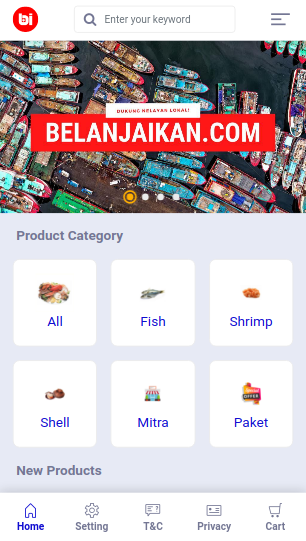 bi
Enter your keyword
DUKUNG NELAYAN LOKAL!
BELANJAIKAN.COM
Product Category
All
Fish
Shrimp
Shell
Mitra
Paket
New Products
Home
Setting
T&C
Privacy
Cart